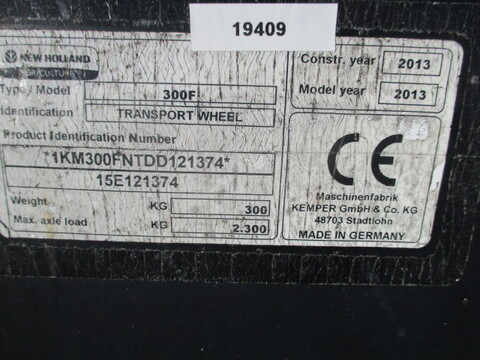 19409
NEW HOLLAND
AGRICULTURE
Type / Model 300F
Identification TRANSPORT WHEEL
Product Identification Number
*1KM300FNTDD121374*
15E121374
Weight KG 300
Max. axle load KG 2.300
Constr. year 2013
Model year 2013
CE
Maschinenfabrik
KEMPER GmbH & Co. KG
48703 Stadtlohn
MADE IN GERMANY